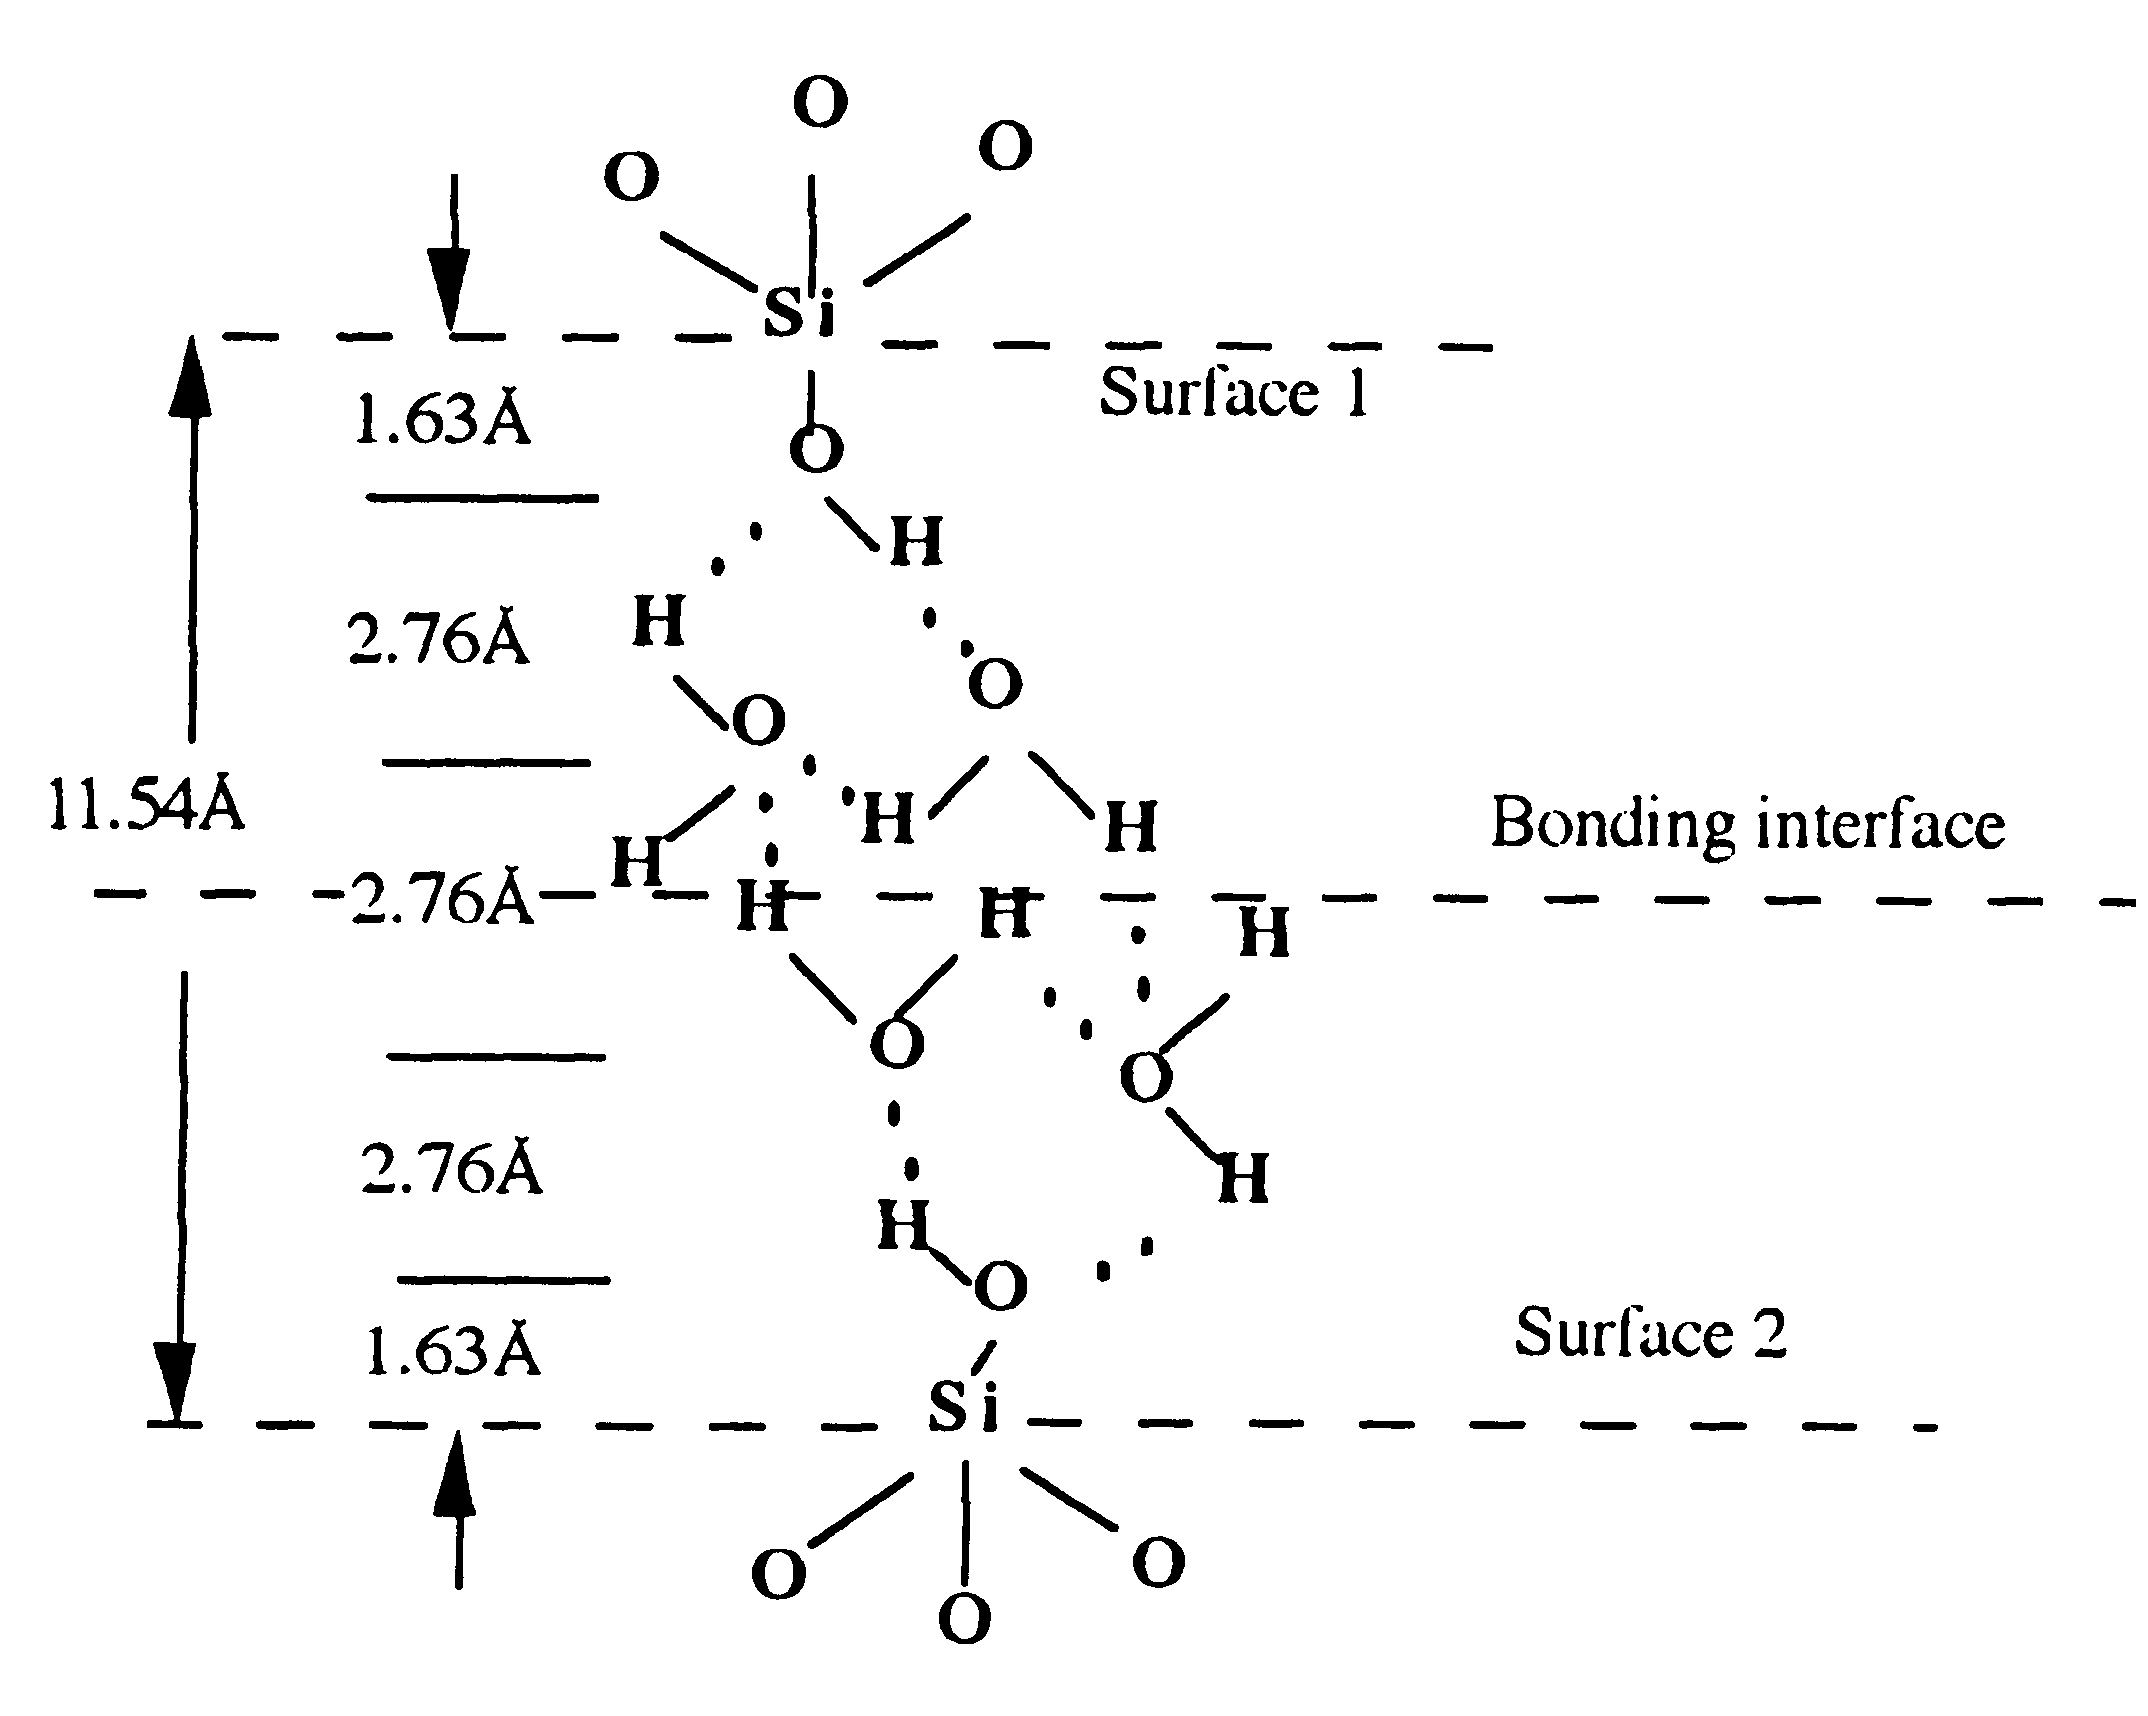 O
O
O
Si
Surface 1
1.63Å
O
H
H
2.76Å
O
O
11.54Å
H
H
Bonding interface
H
2.76Å
H
H
H
O
O
2.76Å
H
H
O
Surface 2
1.63Å
Si
O
O
O